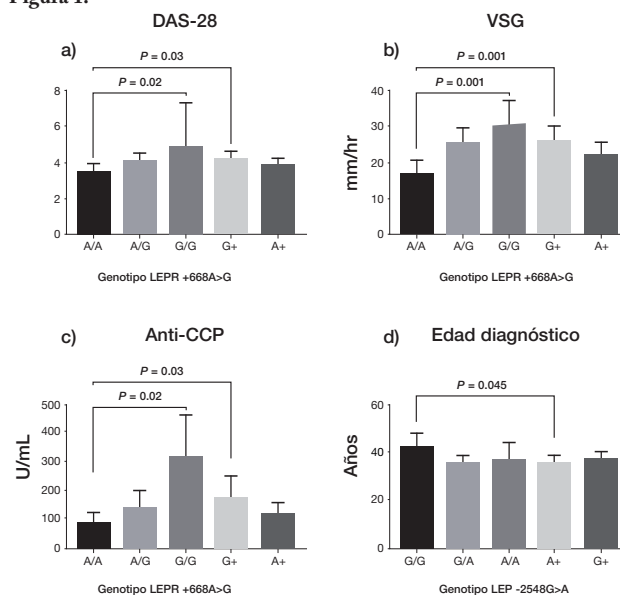 Figura 1.
DAS-28
a)
P = 0.03
P = 0.02
8
6
4
2
0
A/A A/G G/G G+ A+
Genotipo LEPR +668A>G
VSG
b)
P = 0.001
P = 0.001
mm/hr
40
30
20
10
0
A/A A/G G/G G+ A+
Genotipo LEPR +668A>G
Anti-CCP
c)
P = 0.03
P = 0.02
U/mL
500
400
300
200
100
0
A/A A/G G/G G+ A+
Genotipo LEPR +668A>G
d) Edad diagnóstico
P = 0.045
Años
60
40
20
0
G/G G/A A/A A+ G+
Genotipo LEP -2548G>A